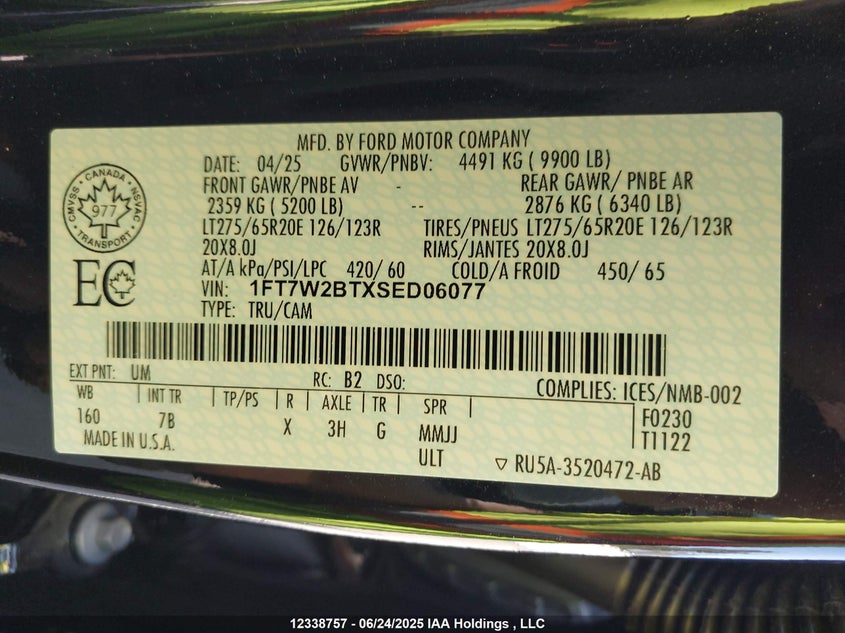 MFD. BY FORD MOTOR COMPANY
DATE: 04/25 GVWR/PNBV: 4491 KG ( 9900 LB)
FRONT GAWR/PNBE AV - REAR GAWR/ PNBE AR
2359 KG ( 5200 LB) -- 2876 KG ( 6340 LB)
LT275/65R20E 126/123R TIRES/PNEUS LT275/65R20E 126/123R
20X8.0J RIMS/JANTES 20X8.0J
AT/A kPa/PSI/LPC 420/ 60 COLD/A FROID 450/ 65
VIN: 1FT7W2BTXSED06077
TYPE: TRU/CAM
CANADA
CMVSS NSVAC
977
TRANSPORT
EC
EXT PNT: UM RC: B2 DSO:
COMPLIES: ICES/NMB-002
WB INT TR TP/PS R AXLE TR SPR
160 7B X 3H G MMJJ
ULT
F0230
T1122
MADE IN U.S.A.
RU5A-3520472-AB
12338757 - 06/24/2025 IAA Holdings , LLC